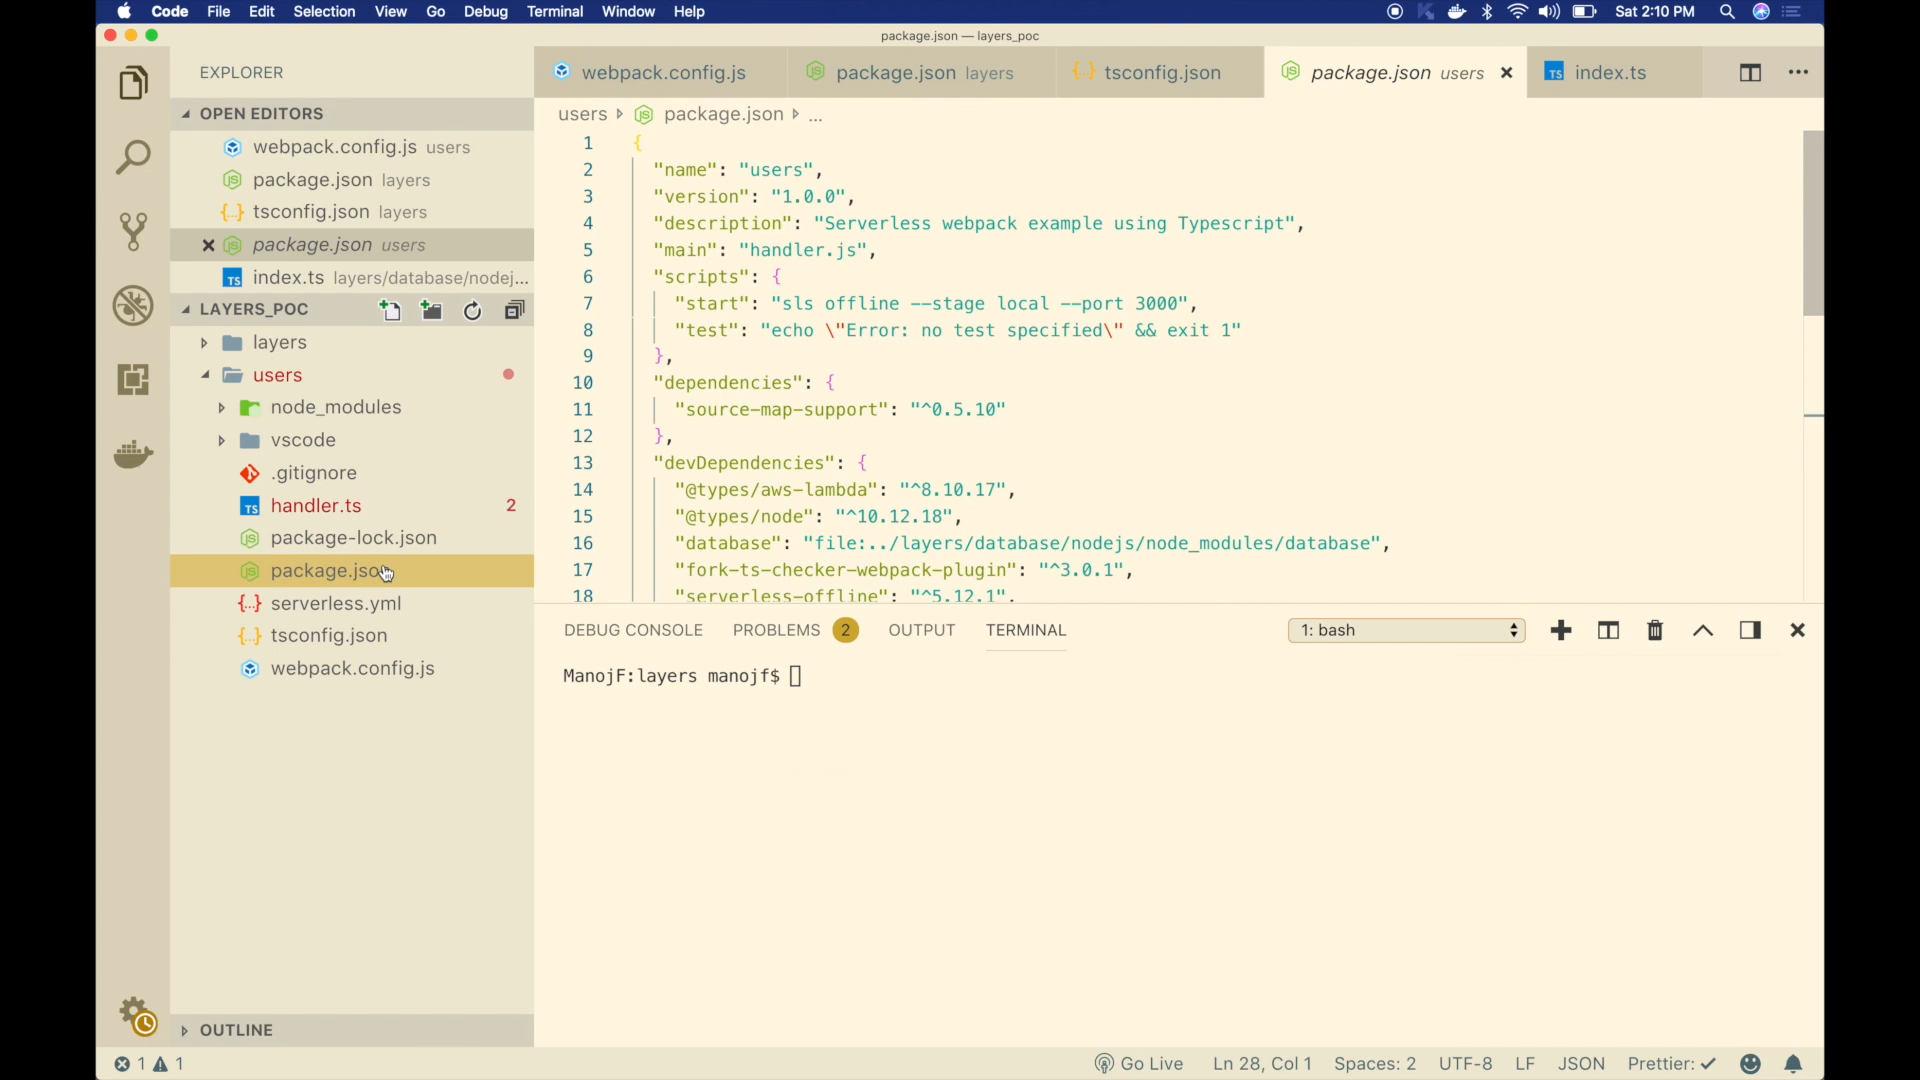 Code File Edit Selection View Go Debug Terminal Window Help Sat 2:10 PM
package.json — layers_poc
EXPLORER
OPEN EDITORS
webpack.config.js users
package.json layers
tsconfig.json layers
package.json users
index.ts layers/database/nodej...
LAYERS_POC
layers
users
node_modules
vscode
.gitignore
handler.ts 2
package-lock.json
package.json
serverless.yml
tsconfig.json
webpack.config.js
OUTLINE
webpack.config.js package.json layers tsconfig.json package.json users index.ts
users package.json ...
1 {
2 "name": "users",
3 "version": "1.0.0",
4 "description": "Serverless webpack example using Typescript",
5 "main": "handler.js",
6 "scripts": {
7 "start": "sls offline --stage local --port 3000",
8 "test": "echo \"Error: no test specified\" && exit 1"
9 },
10 "dependencies": {
11 "source-map-support": "^0.5.10"
12 },
13 "devDependencies": {
14 "@types/aws-lambda": "^8.10.17",
15 "@types/node": "^10.12.18",
16 "database": "file:../layers/database/nodejs/node_modules/database",
17 "fork-ts-checker-webpack-plugin": "^3.0.1",
18 "serverless-offline": "^5.12.1",
DEBUG CONSOLE PROBLEMS 2 OUTPUT TERMINAL 1: bash
ManojF:layers manojf$
1 1 Go Live Ln 28, Col 1 Spaces: 2 UTF-8 LF JSON Prettier: ✓